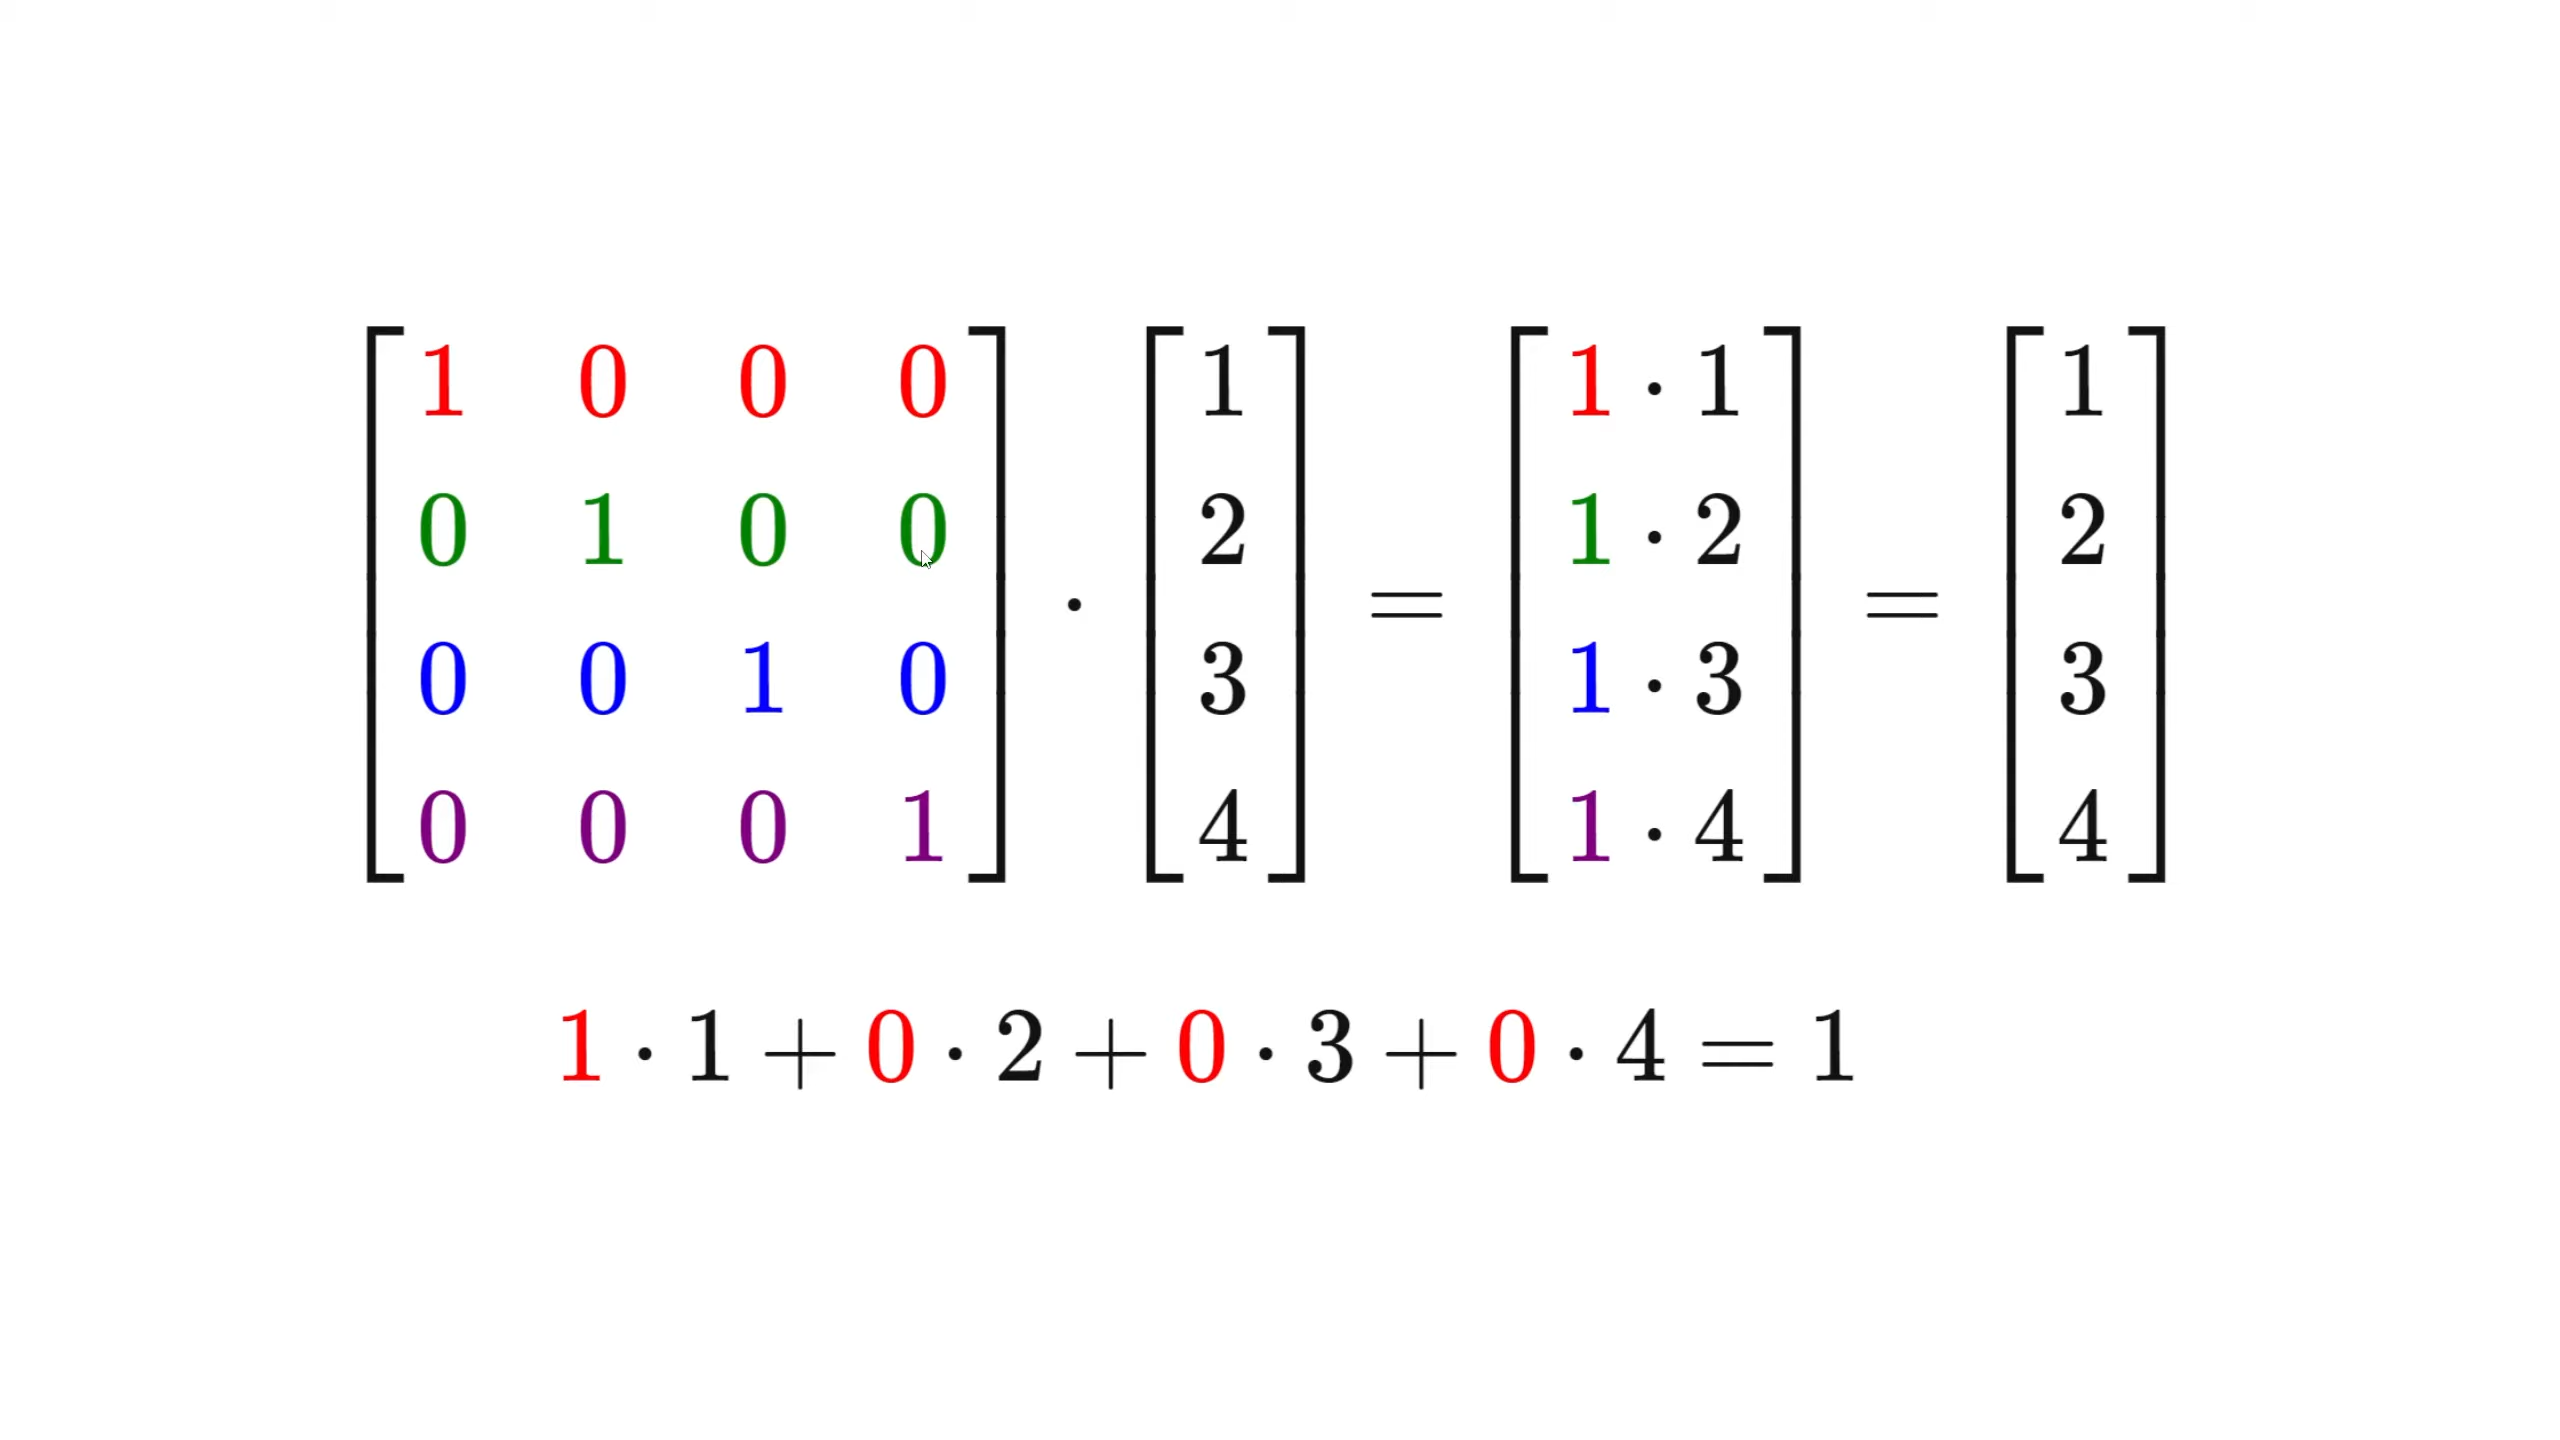 1 0 0 0   1   1 · 1   1
0 1 0 0   2   1 · 2   2
· = =
0 0 1 0   3   1 · 3   3
0 0 0 1   4   1 · 4   4
1 · 1 + 0 · 2 + 0 · 3 + 0 · 4 = 1